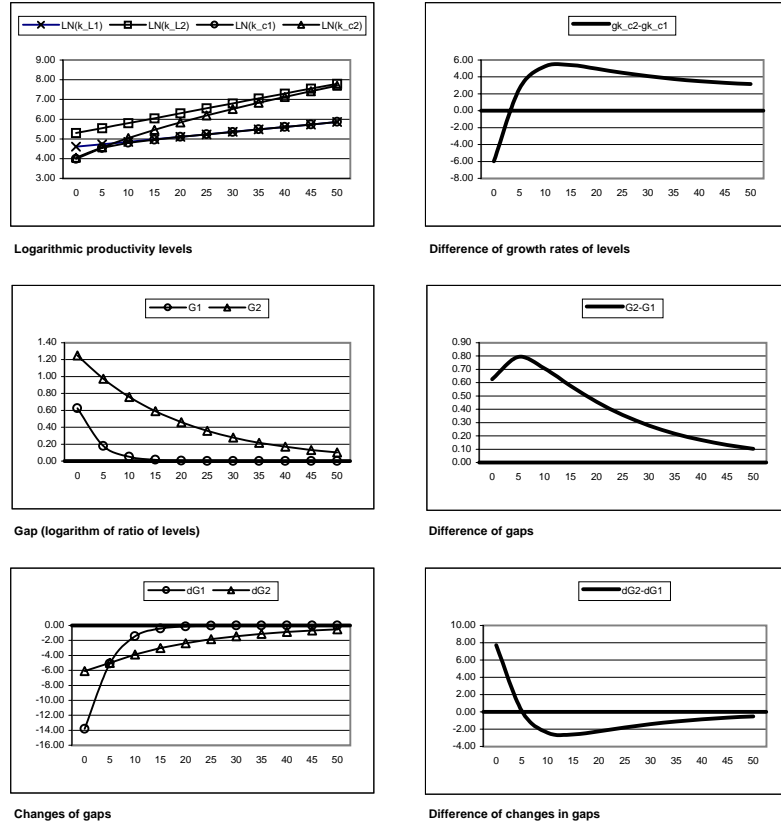 LN(k_L1) LN(k_L2) LN(k_c1) LN(k_c2)
9.00
8.00
7.00
6.00
5.00
4.00
3.00
0 5 10 15 20 25 30 35 40 45 50
Logarithmic productivity levels
gk_c2-gk_c1
6.00
4.00
2.00
0.00
-2.00
-4.00
-6.00
-8.00
0 5 10 15 20 25 30 35 40 45 50
Difference of growth rates of levels
G1 G2
1.40
1.20
1.00
0.80
0.60
0.40
0.20
0.00
0 5 10 15 20 25 30 35 40 45 50
Gap (logarithm of ratio of levels)
G2-G1
0.90
0.80
0.70
0.60
0.50
0.40
0.30
0.20
0.10
0.00
0 5 10 15 20 25 30 35 40 45 50
Difference of gaps
dG1 dG2
0.00
-2.00
-4.00
-6.00
-8.00
-10.00
-12.00
-14.00
-16.00
0 5 10 15 20 25 30 35 40 45 50
Changes of gaps
dG2-dG1
10.00
8.00
6.00
4.00
2.00
0.00
-2.00
-4.00
0 5 10 15 20 25 30 35 40 45 50
Difference of changes in gaps